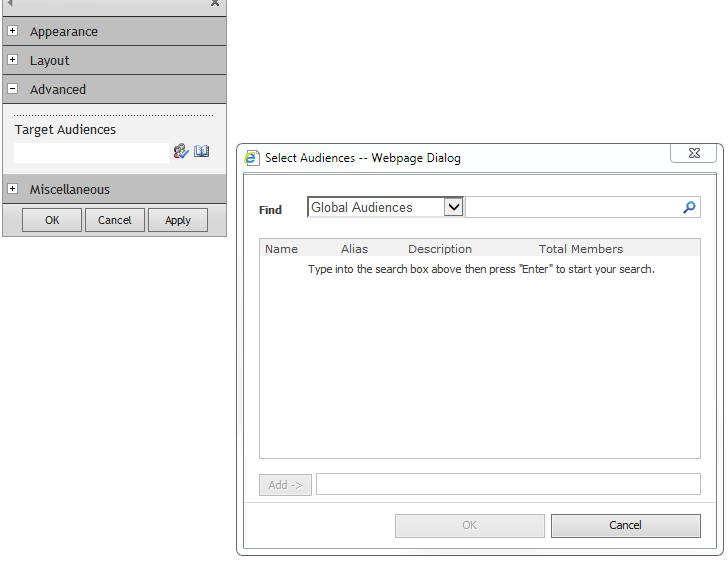 Appearance
Layout
Advanced
Target Audiences
Miscellaneous
OK Cancel Apply
Select Audiences -- Webpage Dialog
Find Global Audiences
Name Alias Description Total Members
Type into the search box above then press "Enter" to start your search.
Add ->
OK Cancel